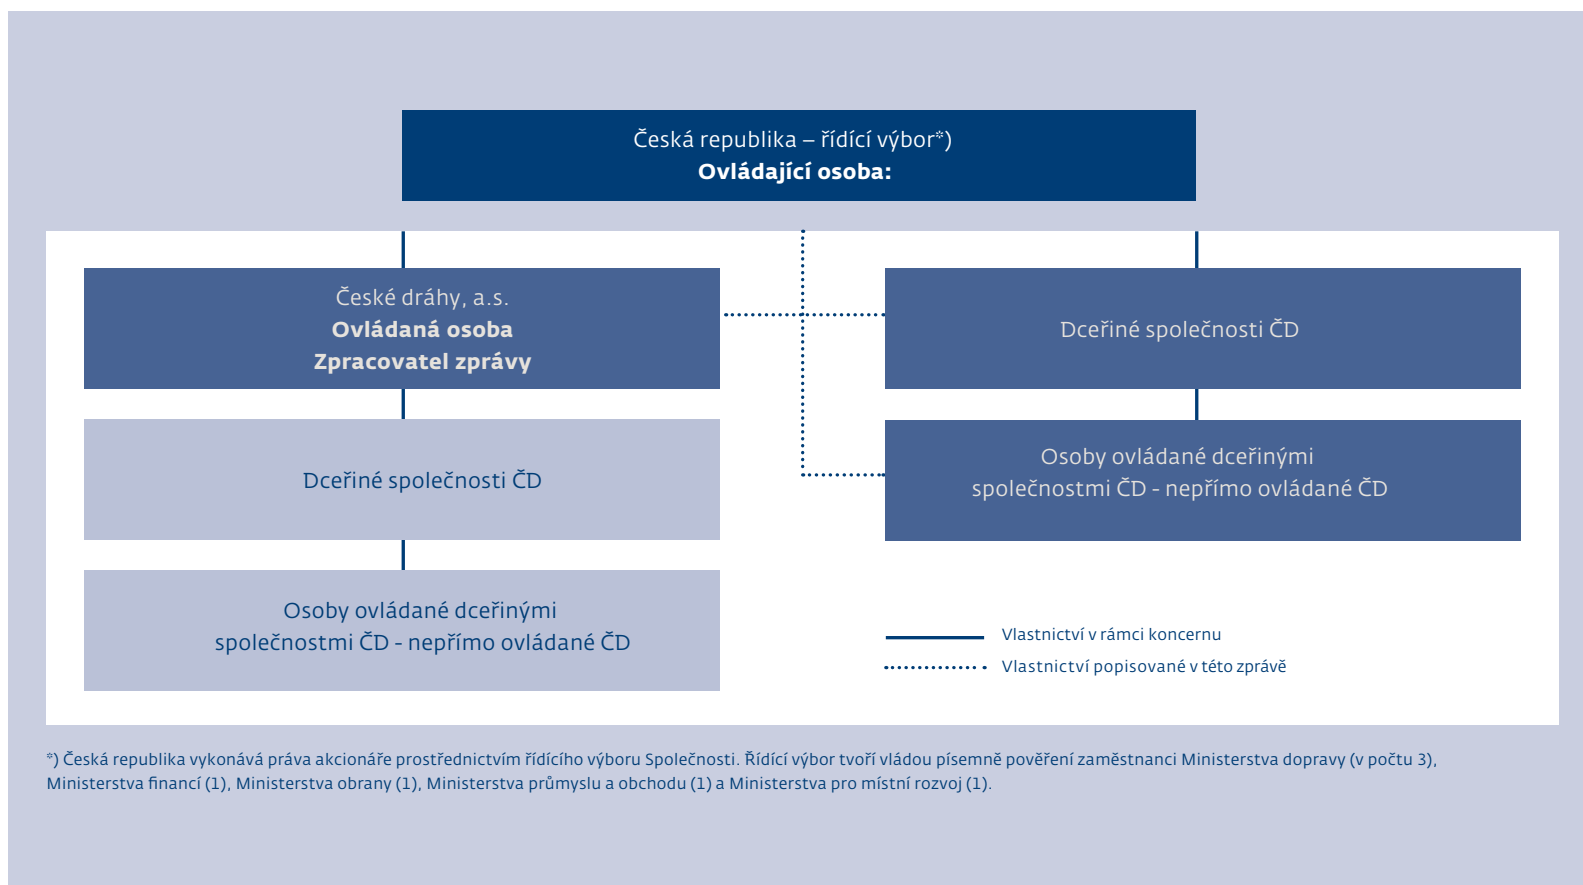 Česká republika – řídící výbor*)
Ovládající osoba:
České dráhy, a.s.
Ovládaná osoba
Zpracovatel zprávy
Dceřiné společnosti ČD
Dceřiné společnosti ČD
Osoby ovládané dceřinými
společnostmi ČD - nepřímo ovládané ČD
Osoby ovládané dceřinými
společnostmi ČD - nepřímo ovládané ČD
Vlastnictví v rámci koncernu
Vlastnictví popisované v této zprávě
*) Česká republika vykonává práva akcionáře prostřednictvím řídícího výboru Společnosti. Řídící výbor tvoří vládou písemně pověření zaměstnanci Ministerstva dopravy (v počtu 3),
Ministerstva financí (1), Ministerstva obrany (1), Ministerstva průmyslu a obchodu (1) a Ministerstva pro místní rozvoj (1).